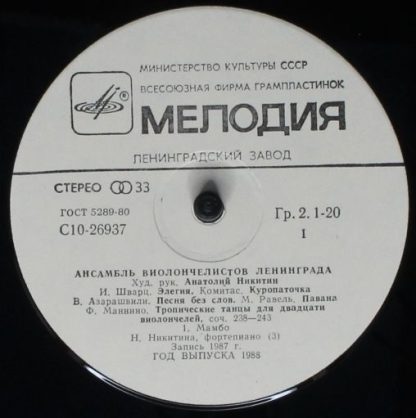 МИНИСТЕРСТВО КУЛЬТУРЫ СССР
ВСЕСОЮЗНАЯ ФИРМА ГРАМПЛАСТИНОК
®
МЕЛОДИЯ
ЛЕНИНГРАДСКИЙ ЗАВОД
СТЕРЕО 33
ГОСТ 5289-80
С10-26937
Гр. 2. 1-20
1
АНСАМБЛЬ ВИОЛОНЧЕЛИСТОВ ЛЕНИНГРАДА
Худ. рук. Анатолий Никитин
И. Шварц. Элегия, Комитас. Куропаточка
В. Азарашвили. Песня без слов. М. Равель, Павана
Ф. Маннино. Тропические танцы для двадцати
виолончелей, соч. 238—243
1. Мамбо
Н. Никитина, фортепиано (3)
Запись 1987 г.
ГОД ВЫПУСКА 1988